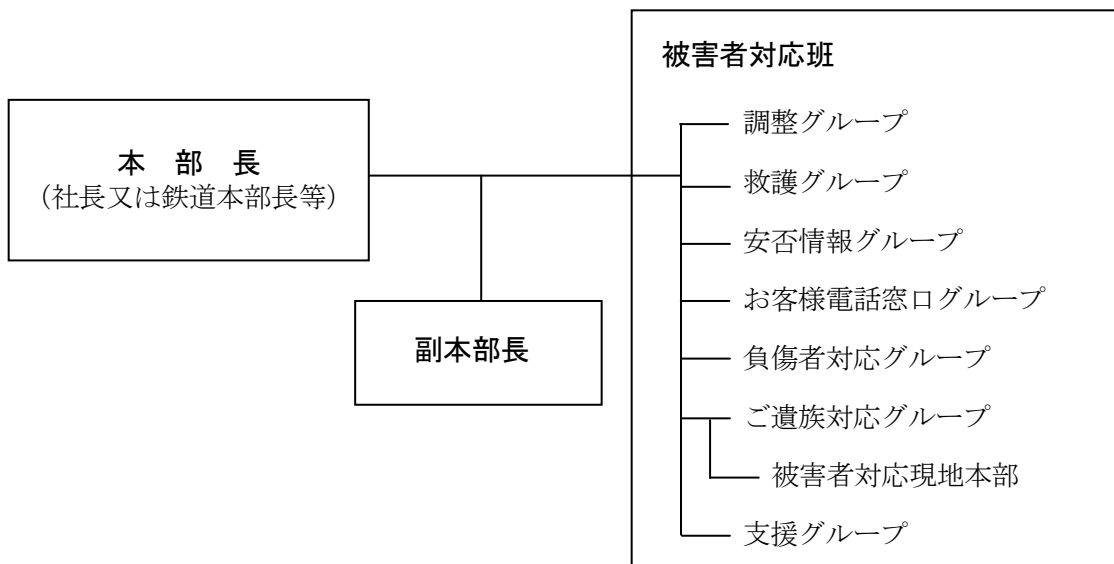 本 部 長
(社長又は鉄道本部長等)
副本部長
被害者対応班
調整グループ
救護グループ
安否情報グループ
お客様電話窓口グループ
負傷者対応グループ
ご遺族対応グループ
被害者対応現地本部
支援グループ